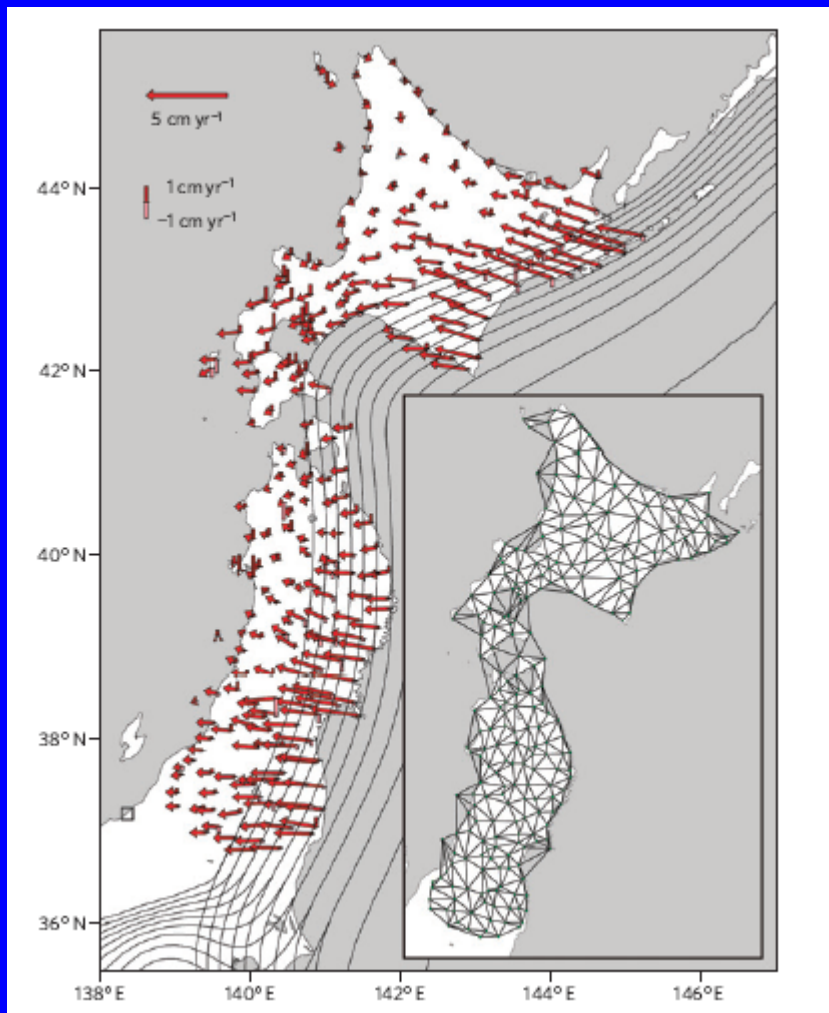 5 cm yr⁻¹
1 cm yr⁻¹
−1 cm yr⁻¹
44° N
42° N
40° N
38° N
36° N
138° E
140° E
142° E
144° E
146° E